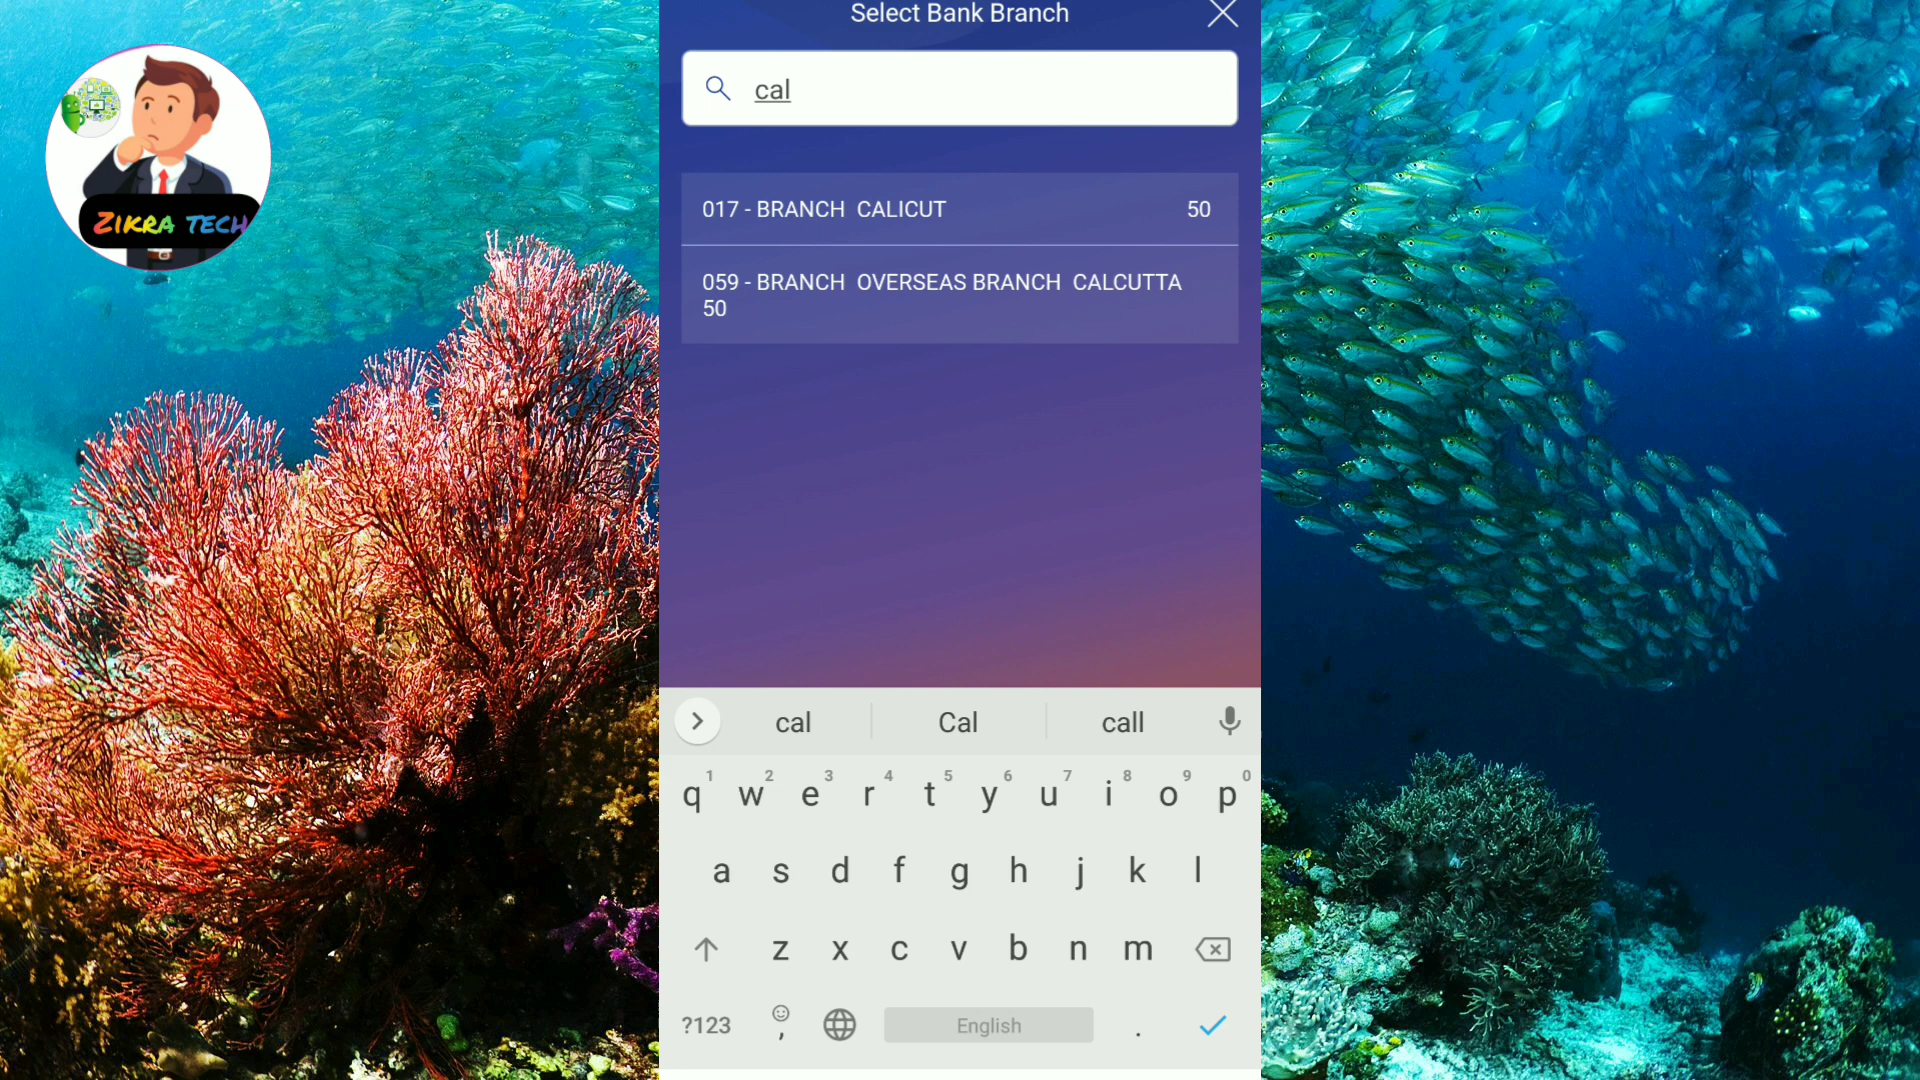 Select Bank Branch
cal
017 - BRANCH CALICUT 50
059 - BRANCH OVERSEAS BRANCH CALCUTTA
50
ZIKRA TECH
cal Cal call
1 2 3 4 5 6 7 8 9 0
q w e r t y u i o p
a s d f g h j k l
z x c v b n m
?123 , English .